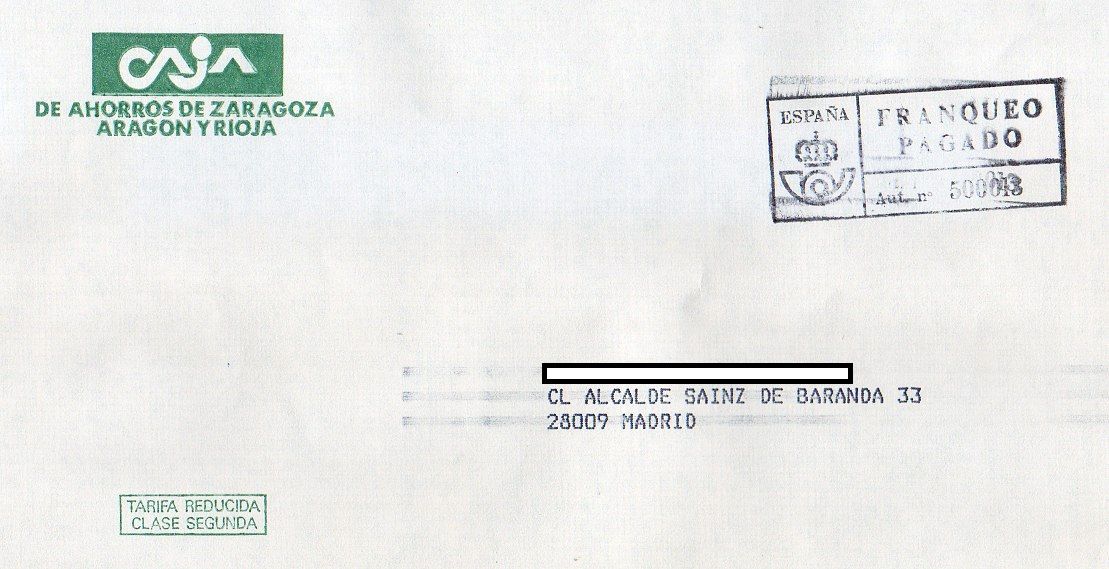 CAJA
DE AHORROS DE ZARAGOZA
ARAGON Y RIOJA
ESPAÑA
FRANQUEO
PAGADO
Aut. nº 500018
CL ALCALDE SAINZ DE BARANDA 33
28009 MADRID
TARIFA REDUCIDA
CLASE SEGUNDA